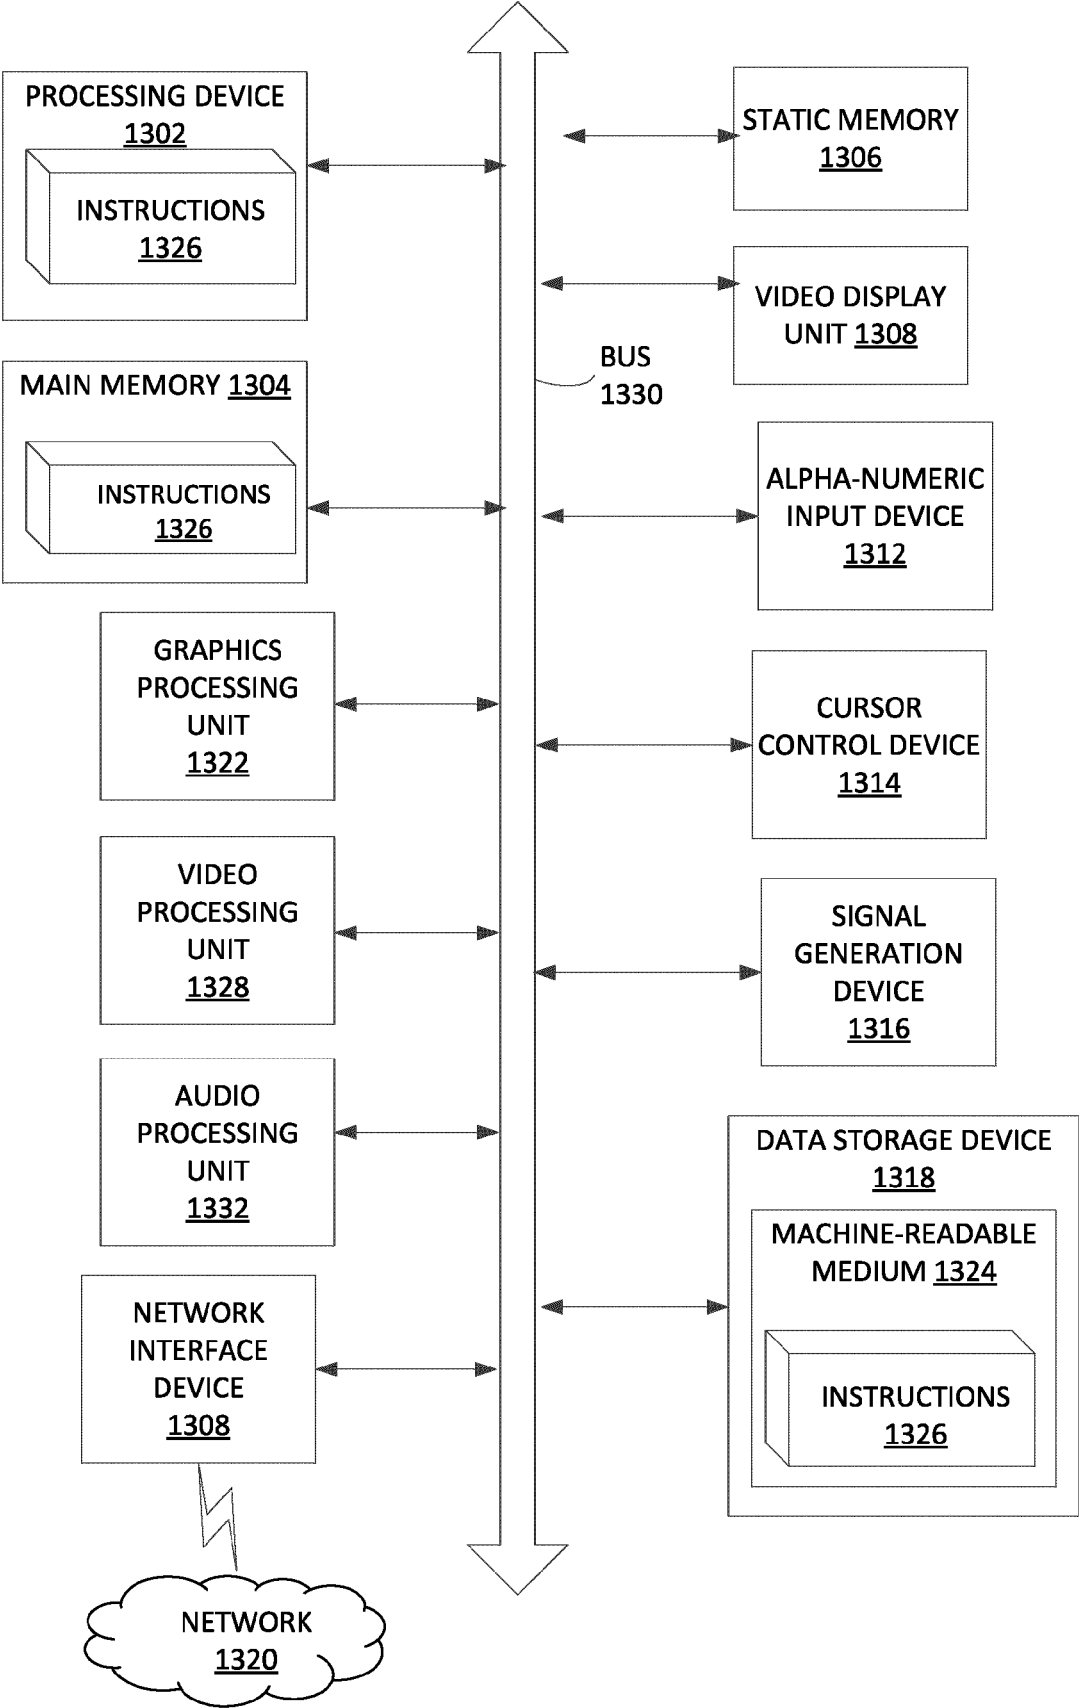 PROCESSING DEVICE
1302
INSTRUCTIONS
1326
MAIN MEMORY 1304
INSTRUCTIONS
1326
GRAPHICS
PROCESSING
UNIT
1322
VIDEO
PROCESSING
UNIT
1328
AUDIO
PROCESSING
UNIT
1332
NETWORK
INTERFACE
DEVICE
1308
NETWORK
1320
BUS
1330
STATIC MEMORY
1306
VIDEO DISPLAY
UNIT 1308
ALPHA-NUMERIC
INPUT DEVICE
1312
CURSOR
CONTROL DEVICE
1314
SIGNAL
GENERATION
DEVICE
1316
DATA STORAGE DEVICE
1318
MACHINE-READABLE
MEDIUM 1324
INSTRUCTIONS
1326